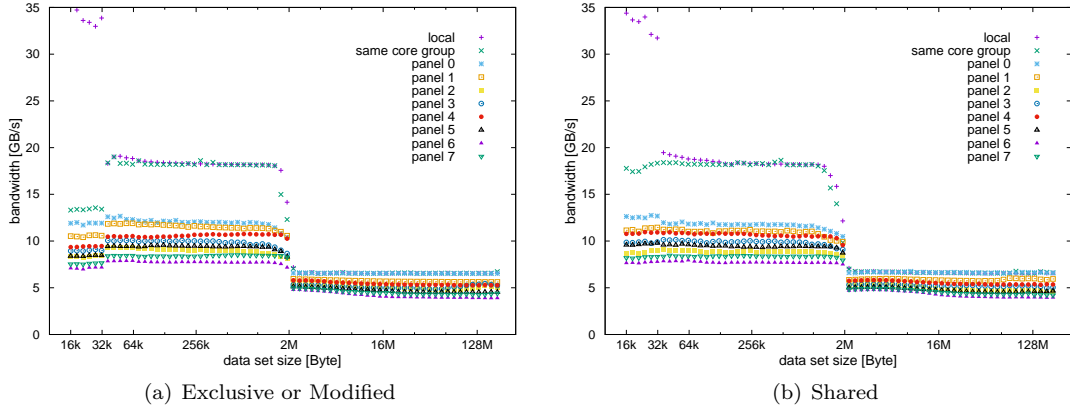 35
30
25
20
15
10
5
0
bandwidth [GB/s]
local
same core group
panel 0
panel 1
panel 2
panel 3
panel 4
panel 5
panel 6
panel 7
16k 32k 64k 256k 2M 16M 128M
data set size [Byte]
(a) Exclusive or Modified
35
30
25
20
15
10
5
0
bandwidth [GB/s]
local
same core group
panel 0
panel 1
panel 2
panel 3
panel 4
panel 5
panel 6
panel 7
16k 32k 64k 256k 2M 16M 128M
data set size [Byte]
(b) Shared